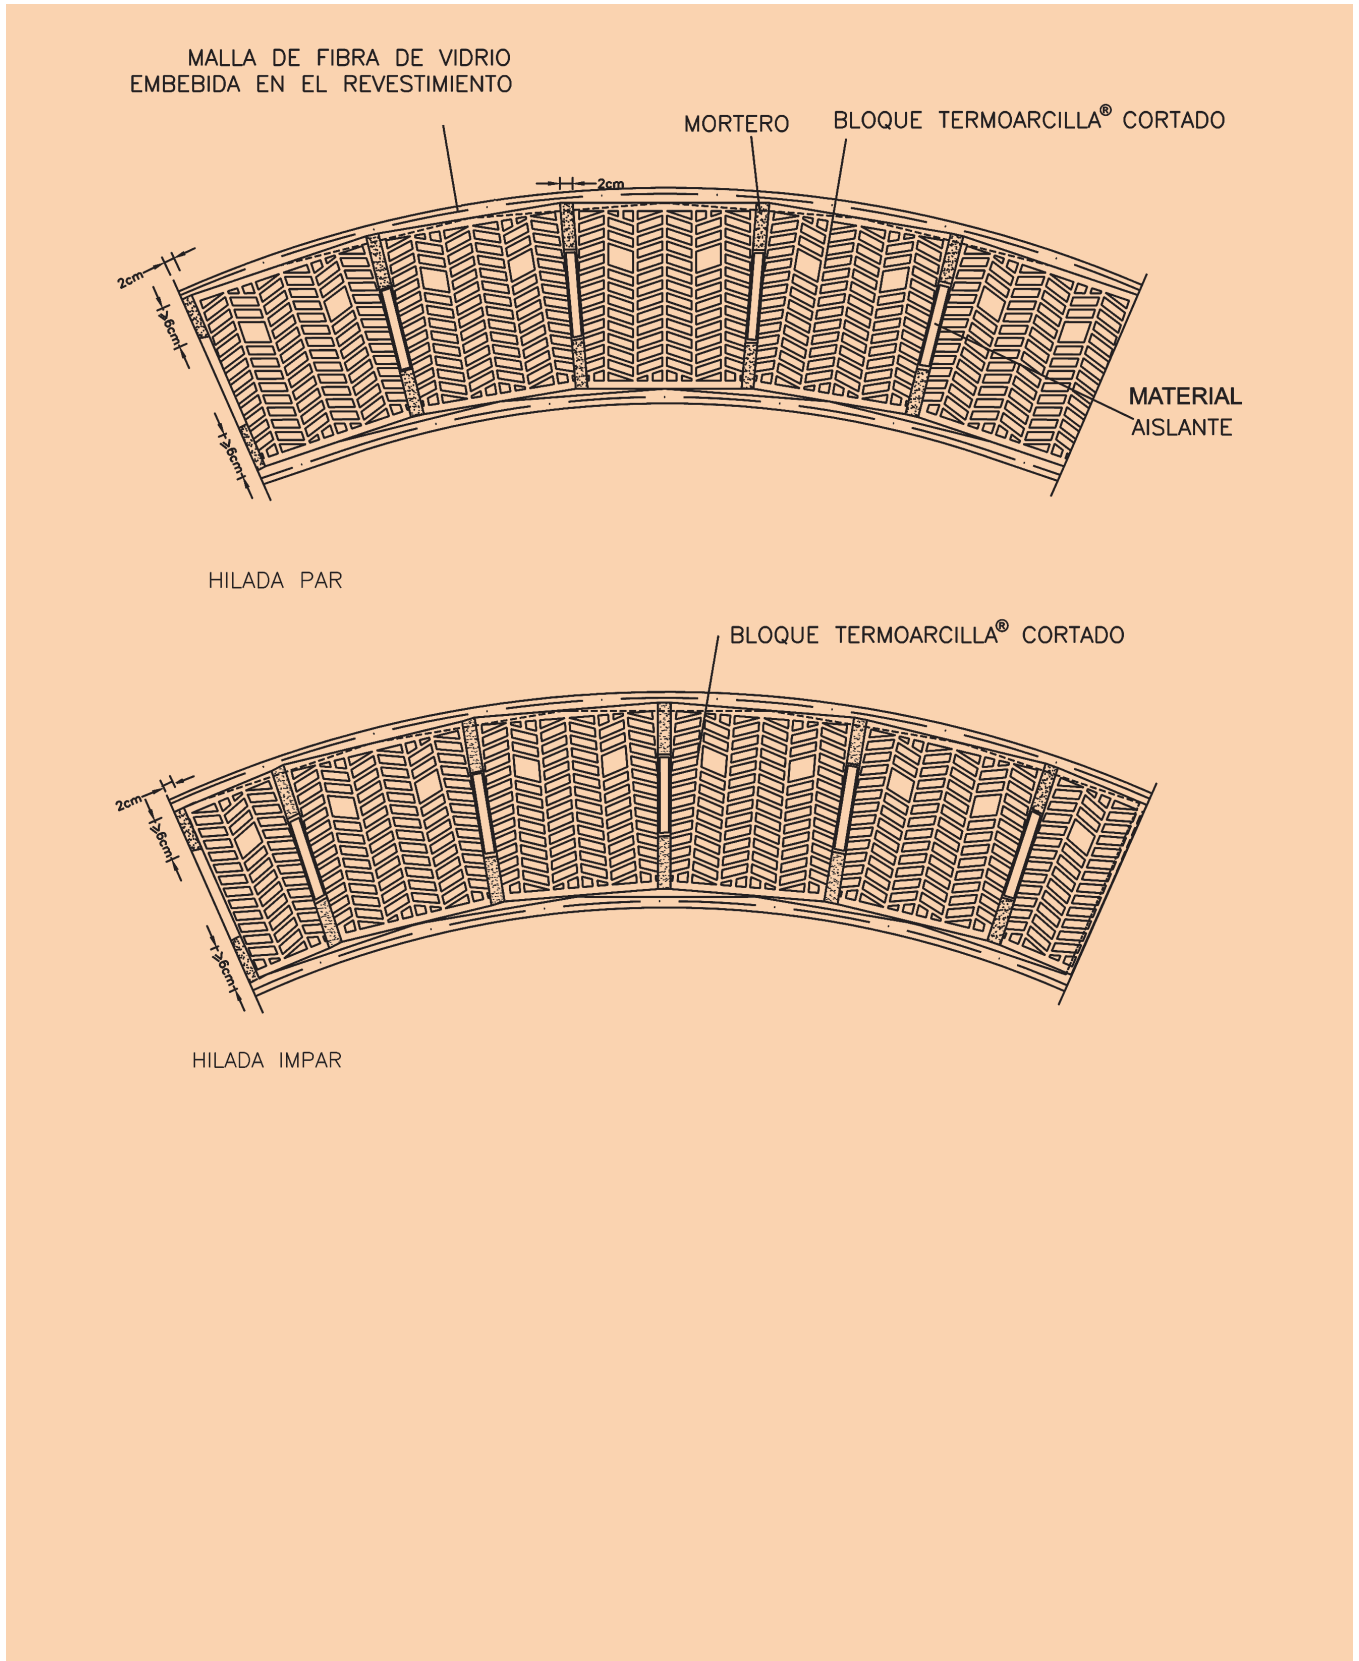 MALLA DE FIBRA DE VIDRIO
EMBEBIDA EN EL REVESTIMIENTO
MORTERO
BLOQUE TERMOARCILLA® CORTADO
2cm
2cm
≥6cm
≥6cm
MATERIAL
AISLANTE
HILADA PAR
BLOQUE TERMOARCILLA® CORTADO
2cm
≥6cm
≥6cm
HILADA IMPAR